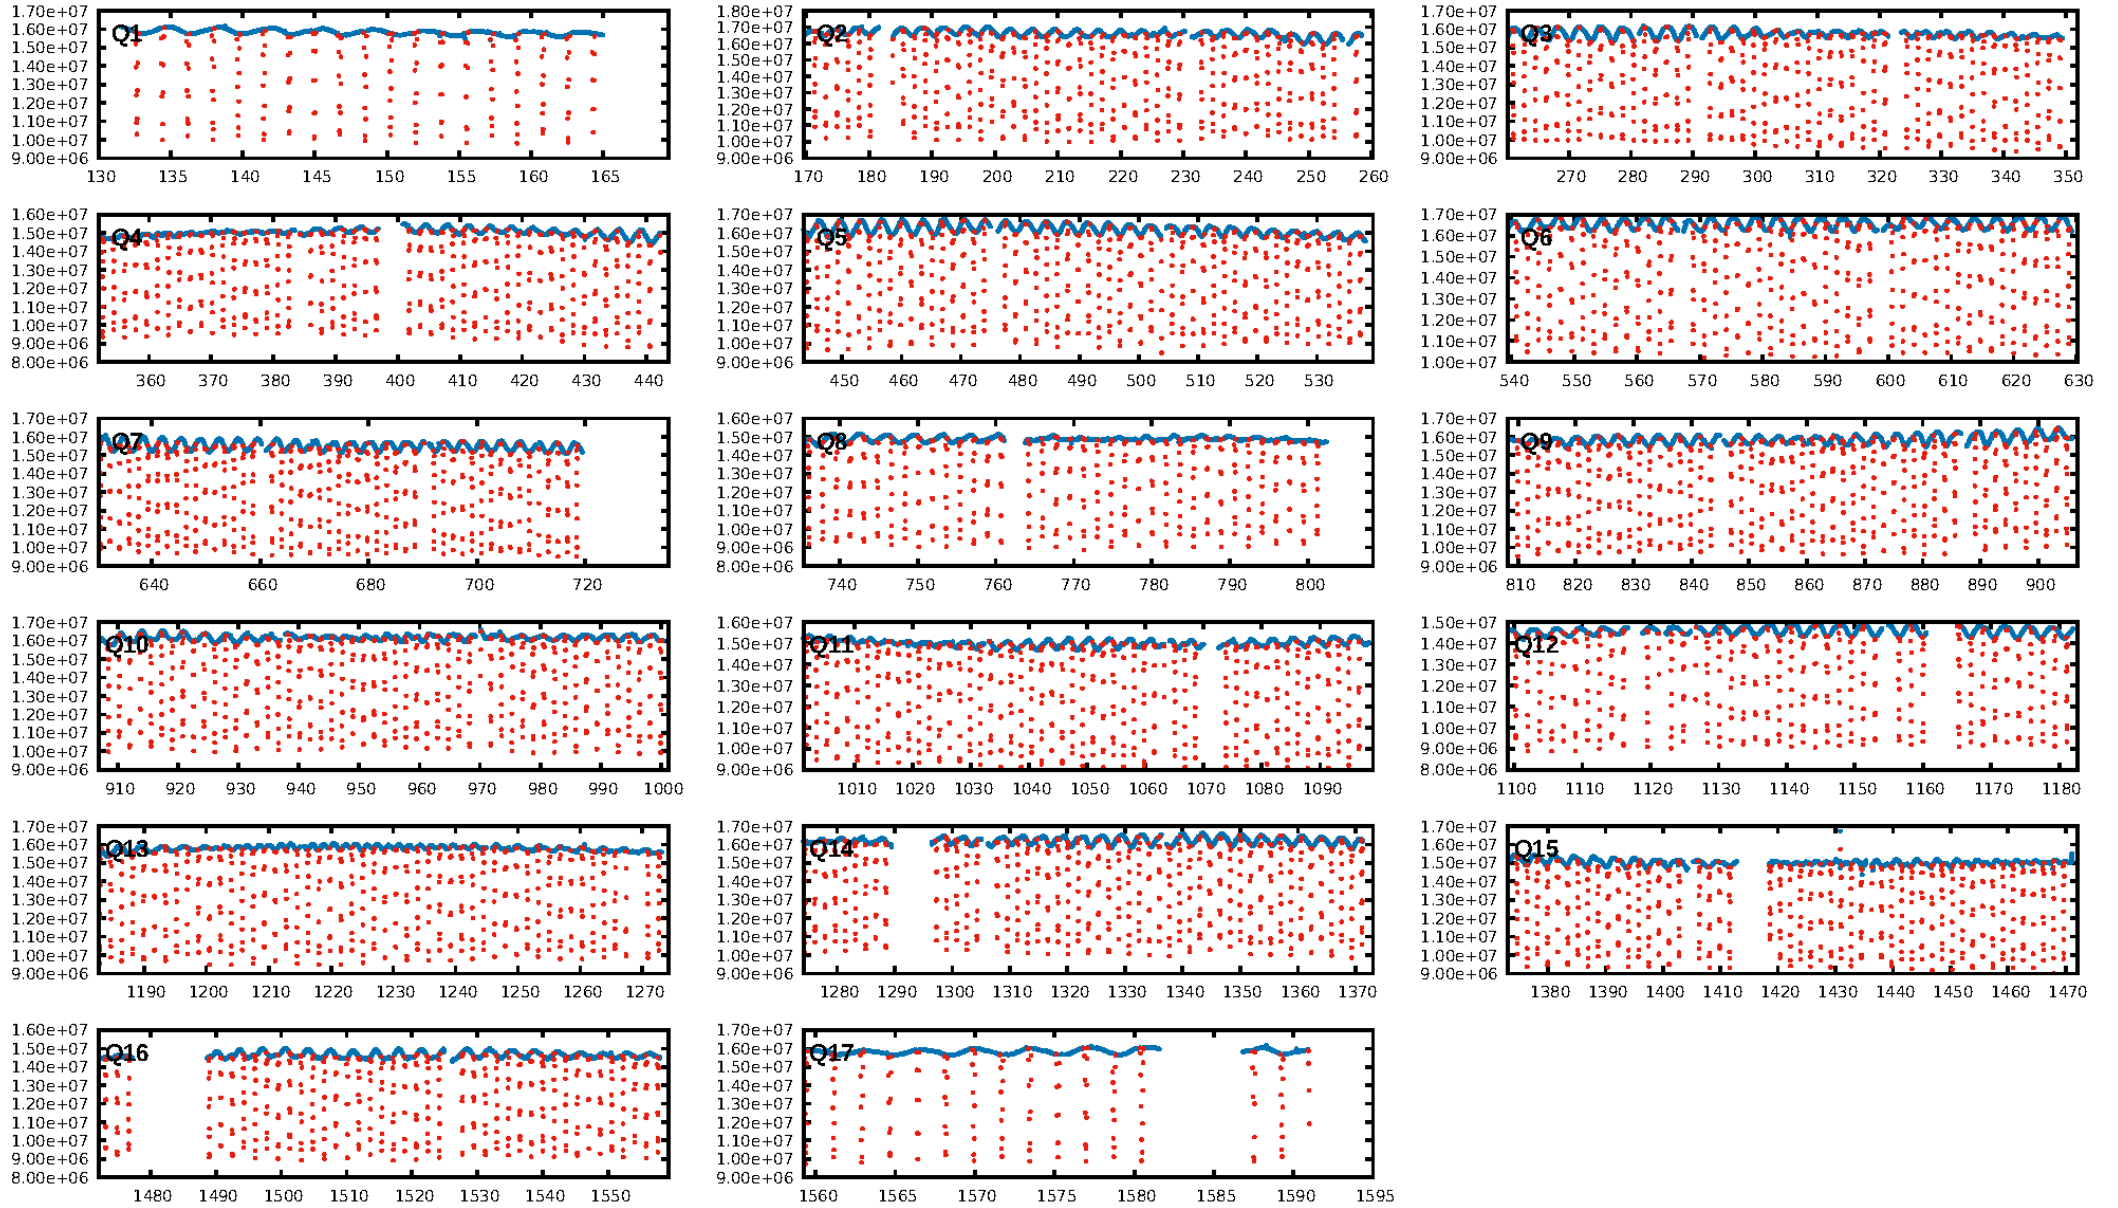 1.70e+07
1.60e+07
1.50e+07
1.40e+07
1.30e+07
1.20e+07
1.10e+07
1.00e+07
9.00e+06
Q1
130 135 140 145 150 155 160 165
1.80e+07
1.70e+07
1.60e+07
1.50e+07
1.40e+07
1.30e+07
1.20e+07
1.10e+07
1.00e+07
9.00e+06
Q2
170 180 190 200 210 220 230 240 250 260
1.70e+07
1.60e+07
1.50e+07
1.40e+07
1.30e+07
1.20e+07
1.10e+07
1.00e+07
9.00e+06
Q3
270 280 290 300 310 320 330 340 350
1.60e+07
1.50e+07
1.40e+07
1.30e+07
1.20e+07
1.10e+07
1.00e+07
9.00e+06
8.00e+06
Q4
360 370 380 390 400 410 420 430 440
1.70e+07
1.60e+07
1.50e+07
1.40e+07
1.30e+07
1.20e+07
1.10e+07
1.00e+07
9.00e+06
Q5
450 460 470 480 490 500 510 520 530
1.70e+07
1.60e+07
1.50e+07
1.40e+07
1.30e+07
1.20e+07
1.10e+07
1.00e+07
Q6
540 550 560 570 580 590 600 610 620 630
1.70e+07
1.60e+07
1.50e+07
1.40e+07
1.30e+07
1.20e+07
1.10e+07
1.00e+07
9.00e+06
Q7
640 660 680 700 720
1.60e+07
1.50e+07
1.40e+07
1.30e+07
1.20e+07
1.10e+07
1.00e+07
9.00e+06
8.00e+06
Q8
740 750 760 770 780 790 800
1.70e+07
1.60e+07
1.50e+07
1.40e+07
1.30e+07
1.20e+07
1.10e+07
1.00e+07
9.00e+06
Q9
810 820 830 840 850 860 870 880 890 900
1.70e+07
1.60e+07
1.50e+07
1.40e+07
1.30e+07
1.20e+07
1.10e+07
1.00e+07
9.00e+06
Q10
910 920 930 940 950 960 970 980 990 1000
1.60e+07
1.50e+07
1.40e+07
1.30e+07
1.20e+07
1.10e+07
1.00e+07
9.00e+06
Q11
1010 1020 1030 1040 1050 1060 1070 1080 1090
1.50e+07
1.40e+07
1.30e+07
1.20e+07
1.10e+07
1.00e+07
9.00e+06
8.00e+06
Q12
1100 1110 1120 1130 1140 1150 1160 1170 1180
1.70e+07
1.60e+07
1.50e+07
1.40e+07
1.30e+07
1.20e+07
1.10e+07
1.00e+07
9.00e+06
Q13
1190 1200 1210 1220 1230 1240 1250 1260 1270
1.70e+07
1.60e+07
1.50e+07
1.40e+07
1.30e+07
1.20e+07
1.10e+07
1.00e+07
9.00e+06
Q14
1280 1290 1300 1310 1320 1330 1340 1350 1360 1370
1.70e+07
1.60e+07
1.50e+07
1.40e+07
1.30e+07
1.20e+07
1.10e+07
1.00e+07
9.00e+06
Q15
1380 1390 1400 1410 1420 1430 1440 1450 1460 1470
1.60e+07
1.50e+07
1.40e+07
1.30e+07
1.20e+07
1.10e+07
1.00e+07
9.00e+06
8.00e+06
Q16
1480 1490 1500 1510 1520 1530 1540 1550
1.70e+07
1.60e+07
1.50e+07
1.40e+07
1.30e+07
1.20e+07
1.10e+07
1.00e+07
9.00e+06
Q17
1560 1565 1570 1575 1580 1585 1590 1595